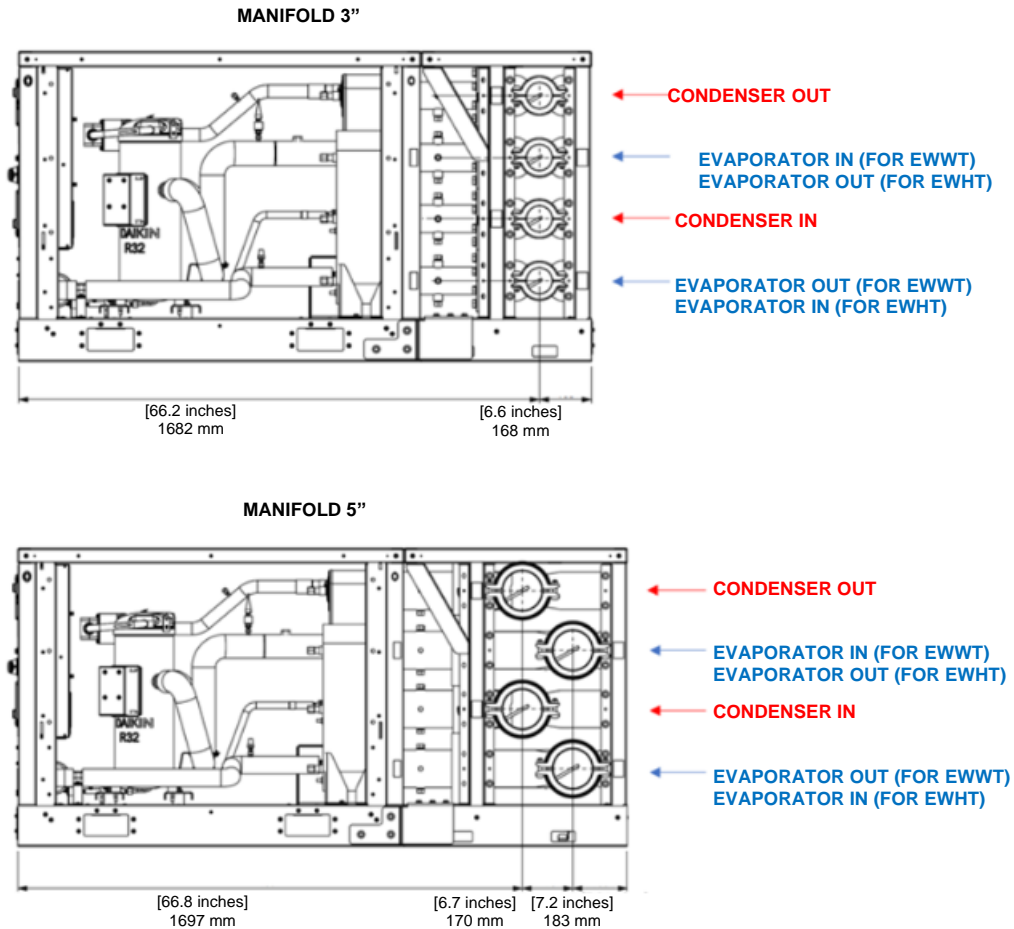 MANIFOLD 3”
CONDENSER OUT
EVAPORATOR IN (FOR EWWT)
EVAPORATOR OUT (FOR EWHT)
CONDENSER IN
EVAPORATOR OUT (FOR EWWT)
EVAPORATOR IN (FOR EWHT)
DAIKIN
R32
[66.2 inches]
1682 mm
[6.6 inches]
168 mm
MANIFOLD 5”
CONDENSER OUT
EVAPORATOR IN (FOR EWWT)
EVAPORATOR OUT (FOR EWHT)
CONDENSER IN
DAIKIN
R32
EVAPORATOR OUT (FOR EWWT)
EVAPORATOR IN (FOR EWHT)
[66.8 inches]
1697 mm
[6.7 inches]
170 mm
[7.2 inches]
183 mm